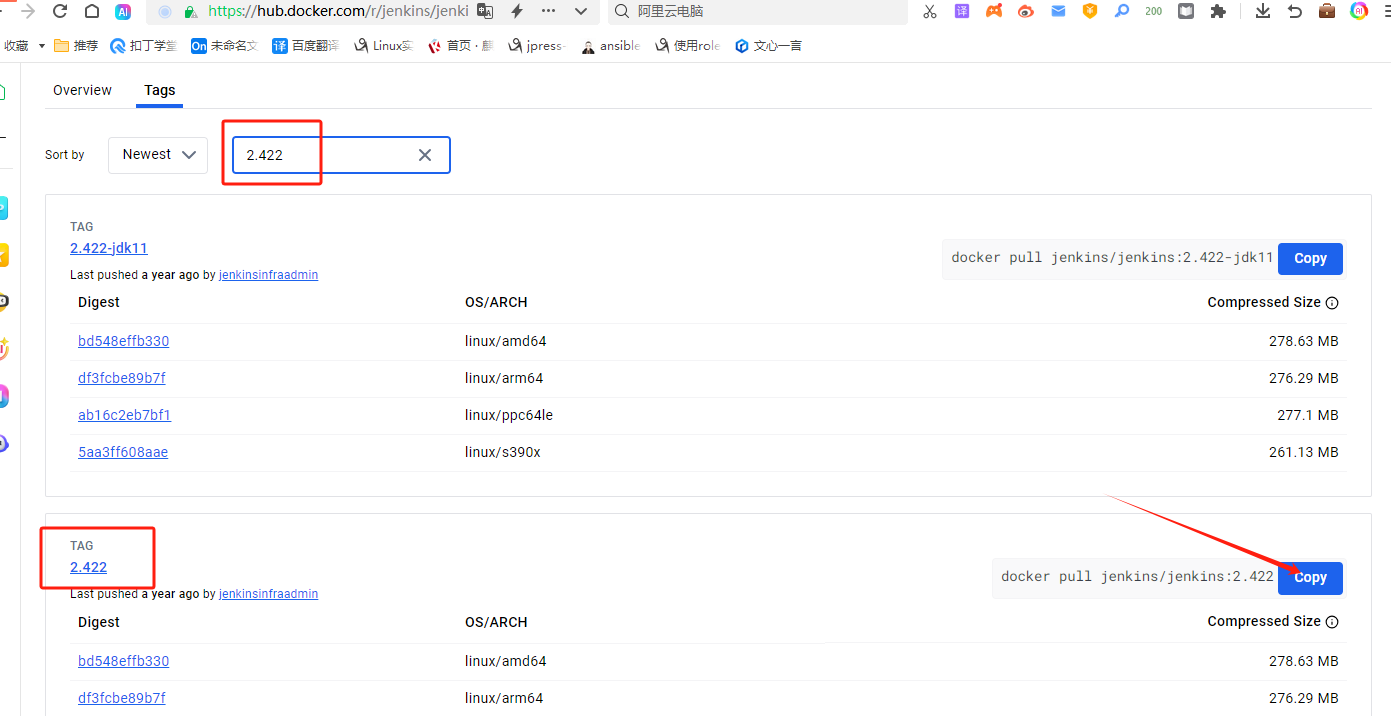 https://hub.docker.com/r/jenkins/jenki
阿里云电脑
译
200
收藏
推荐
扣丁学堂
On 未命名文
译 百度翻译
Linux实
首页 ·
jpress-
ansible
使用role
文心一言
Overview
Tags
Sort by
Newest
2.422
TAG
2.422-jdk11
docker pull jenkins/jenkins:2.422-jdk11
Copy
Last pushed a year ago by jenkinsinfraadmin
Digest OS/ARCH Compressed Size
bd548effb330 linux/amd64 278.63 MB
df3fcbe89b7f linux/arm64 276.29 MB
ab16c2eb7bf1 linux/ppc64le 277.1 MB
5aa3ff608aae linux/s390x 261.13 MB
TAG
2.422
docker pull jenkins/jenkins:2.422
Copy
Last pushed a year ago by jenkinsinfraadmin
Digest OS/ARCH Compressed Size
bd548effb330 linux/amd64 278.63 MB
df3fcbe89b7f linux/arm64 276.29 MB